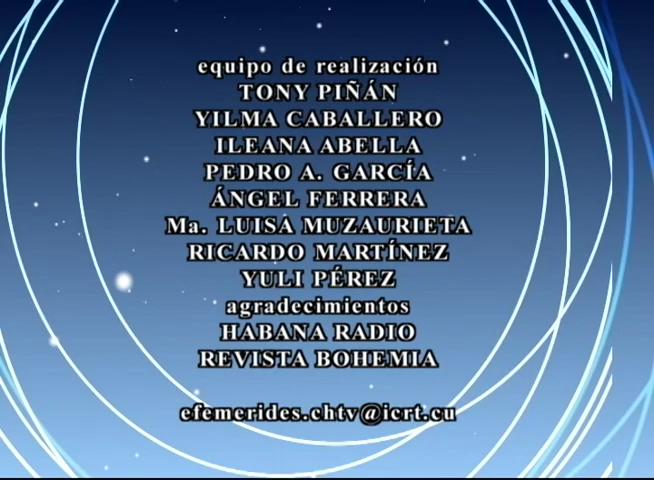 equipo de realización
TONY PIÑÁN
YILMA CABALLERO
ILEANA ABELLA
PEDRO A. GARCÍA
ÁNGEL FERRERA
Ma. LUISA MUZAURIETA
RICARDO MARTÍNEZ
YULI PÉREZ
agradecimientos
HABANA RADIO
REVISTA BOHEMIA
efemerides.chtv@icrt.cu